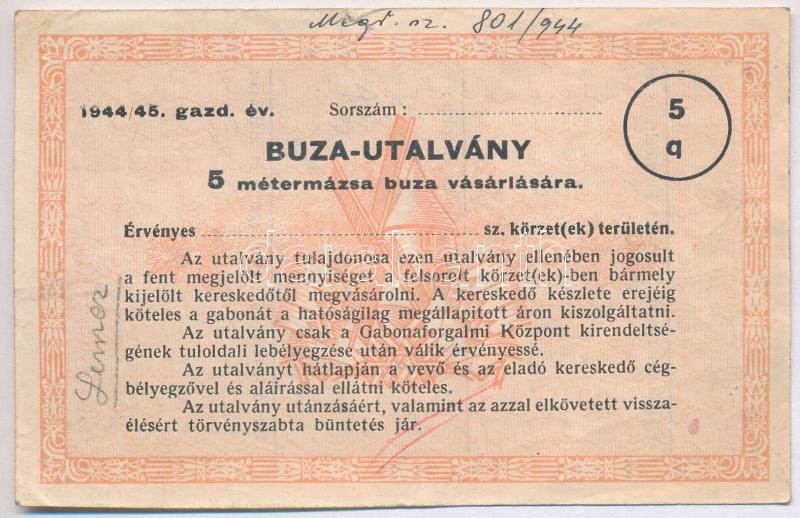 Megr. sz. 801/944
1944/45. gazd. év. Sorszám :
5
q
BUZA-UTALVÁNY
5 métermázsa buza vásárlására.
Érvényes sz. körzet(ek) területén.
Az utalvány tulajdonosa ezen utalvány ellenében jogosult
a fent megjelölt mennyiséget a felsorolt körzet(ek)-ben bármely
kijelölt kereskedőtől megvásárolni. A kereskedő készlete erejéig
köteles a gabonát a hatóságilag megállapitott áron kiszolgáltatni.
Az utalvány csak a Gabonaforgalmi Központ kirendeltsé-
gének tuloldali lebélyegzése után válik érvényessé.
Az utalványt hátlapján a vevő és az eladó kereskedő cég-
bélyegzővel és aláirással ellátni köteles.
Az utalvány utánzásáért, valamint az azzal elkövetett vissza-
élésért törvényszabta büntetés jár.
darabanth